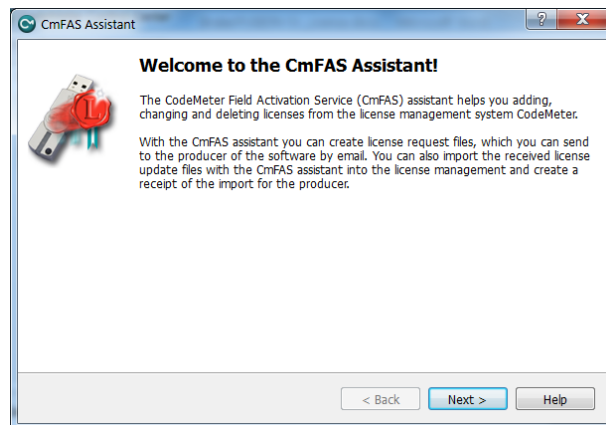 CmFAS Assistant
Welcome to the CmFAS Assistant!
The CodeMeter Field Activation Service (CmFAS) assistant helps you adding,
changing and deleting licenses from the license management system CodeMeter.
With the CmFAS assistant you can create license request files, which you can send
to the producer of the software by email. You can also import the received license
update files with the CmFAS assistant into the license management and create a
receipt of the import for the producer.
< Back
Next >
Help